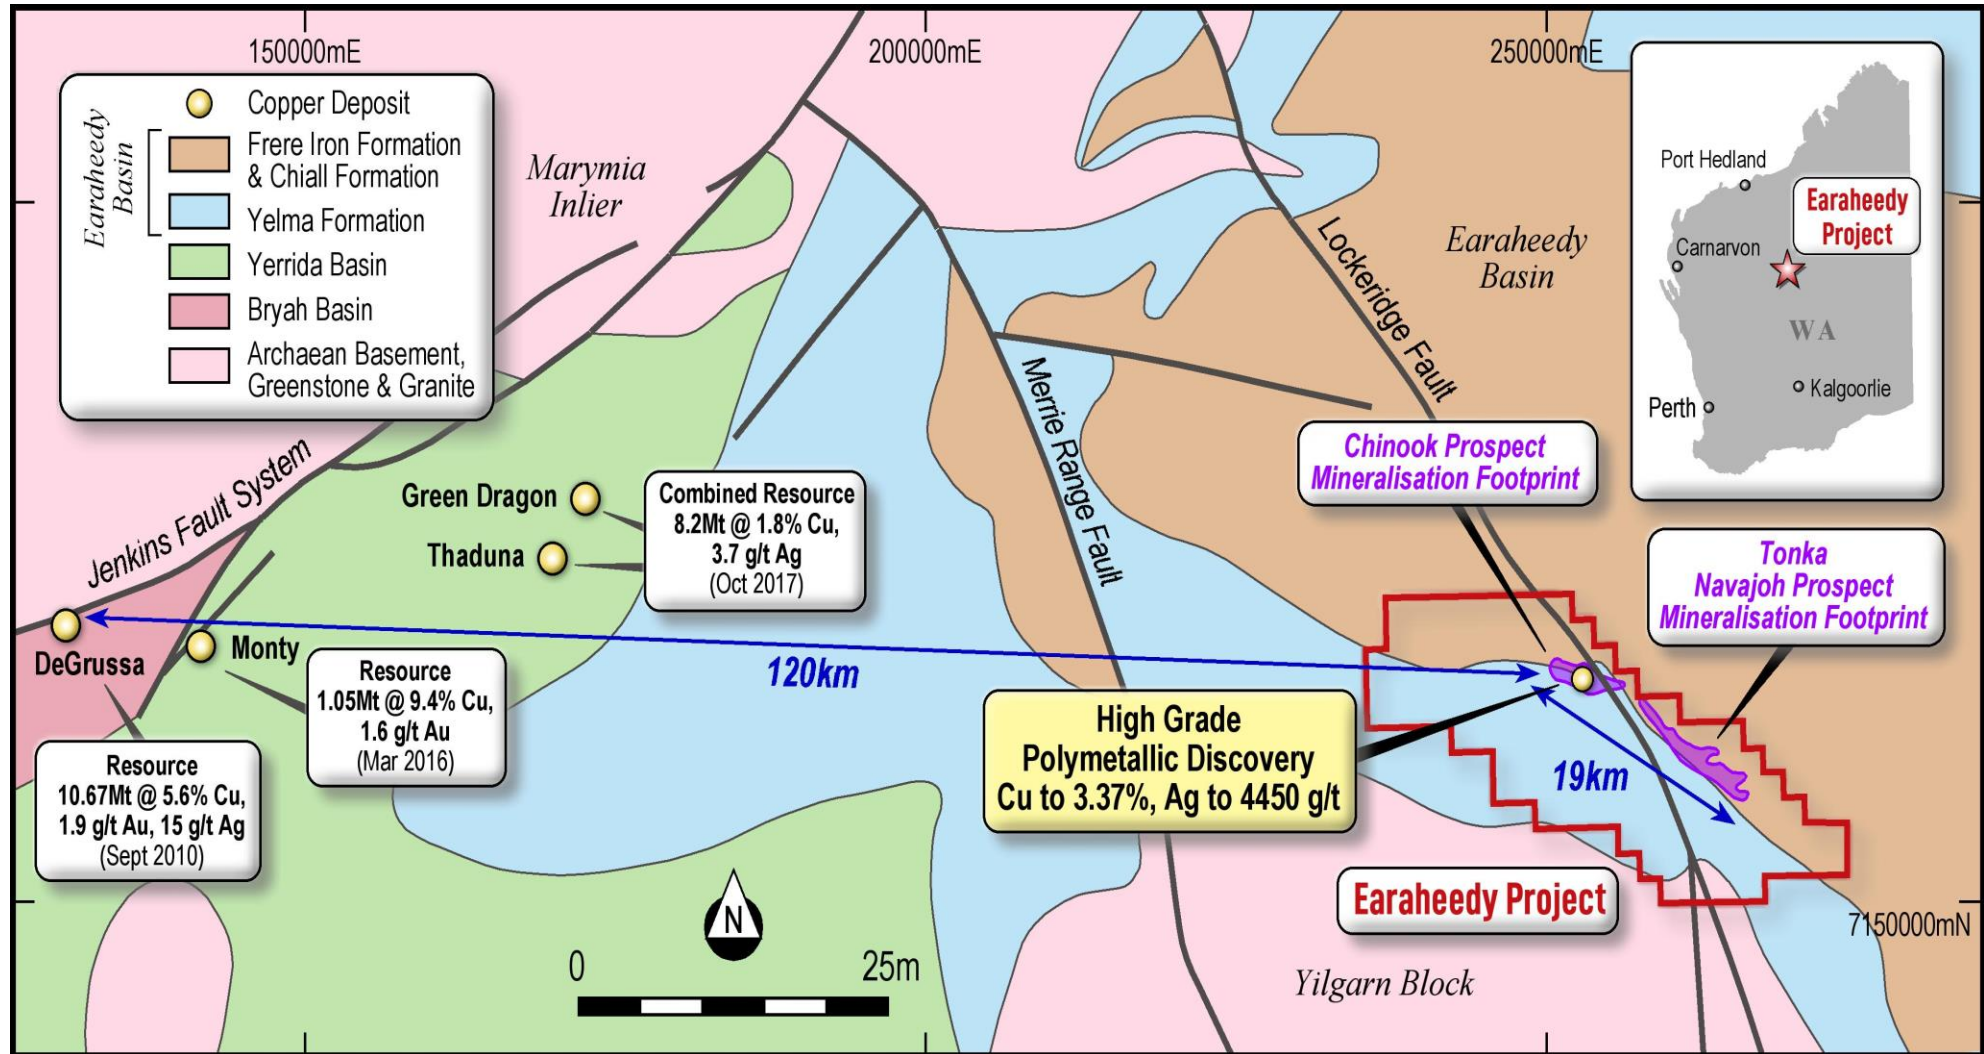 150000mE
200000mE
250000mE
Earaheedy
Basin
Copper Deposit
Frere Iron Formation
& Chiall Formation
Yelma Formation
Yerrida Basin
Bryah Basin
Archaean Basement,
Greenstone & Granite
Marymia
Inlier
Earaheedy
Basin
Lockeridge Fault
Merrie Range Fault
Jenkins Fault System
Port Hedland
Earaheedy
Project
Carnarvon
WA
Kalgoorlie
Perth
Chinook Prospect
Mineralisation Footprint
Tonka
Navajoh Prospect
Mineralisation Footprint
Green Dragon
Thaduna
Combined Resource
8.2Mt @ 1.8% Cu,
3.7 g/t Ag
(Oct 2017)
DeGrussa
Monty
Resource
1.05Mt @ 9.4% Cu,
1.6 g/t Au
(Mar 2016)
Resource
10.67Mt @ 5.6% Cu,
1.9 g/t Au, 15 g/t Ag
(Sept 2010)
120km
High Grade
Polymetallic Discovery
Cu to 3.37%, Ag to 4450 g/t
19km
Earaheedy Project
7150000mN
Yilgarn Block
N
0 25m